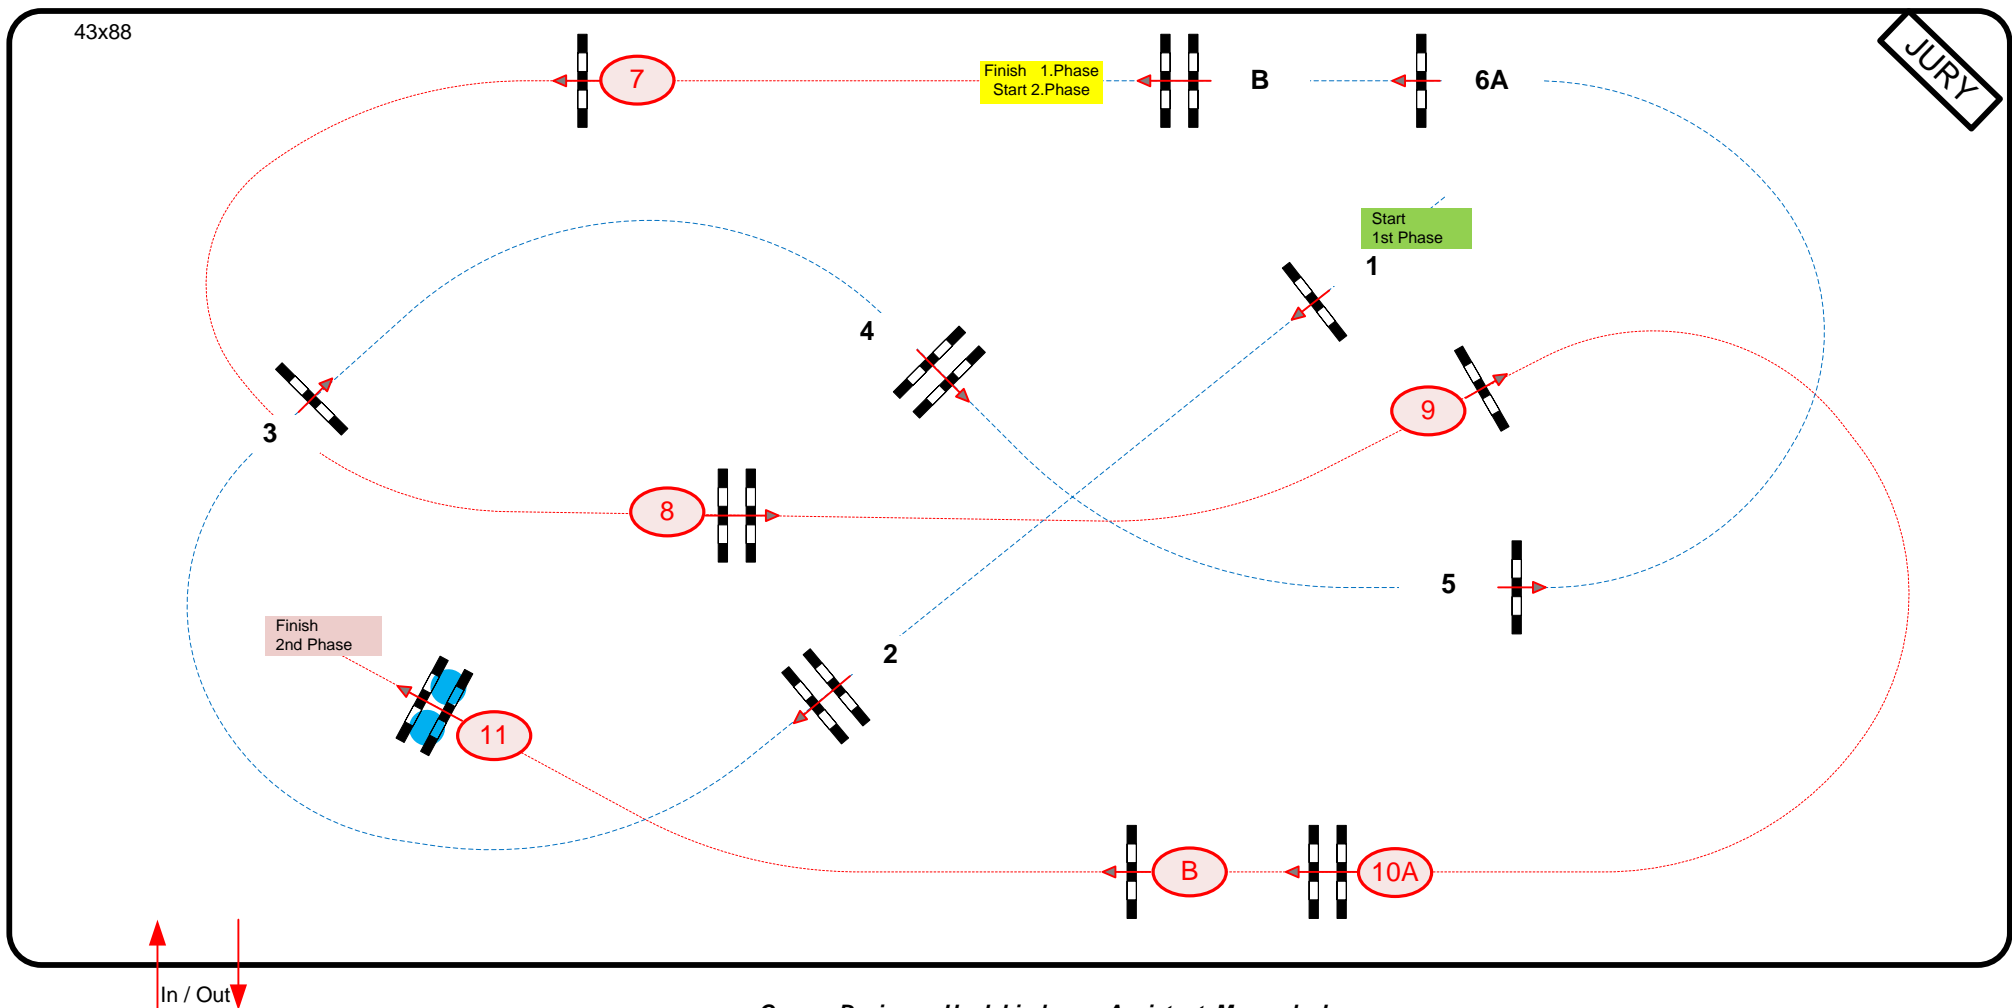 43x88
JURY
7
Finish 1.Phase
Start 2.Phase
B
6A
Start
1st Phase
1
4
3
9
8
5
2
Finish
2nd Phase
11
B
10A
In / Out